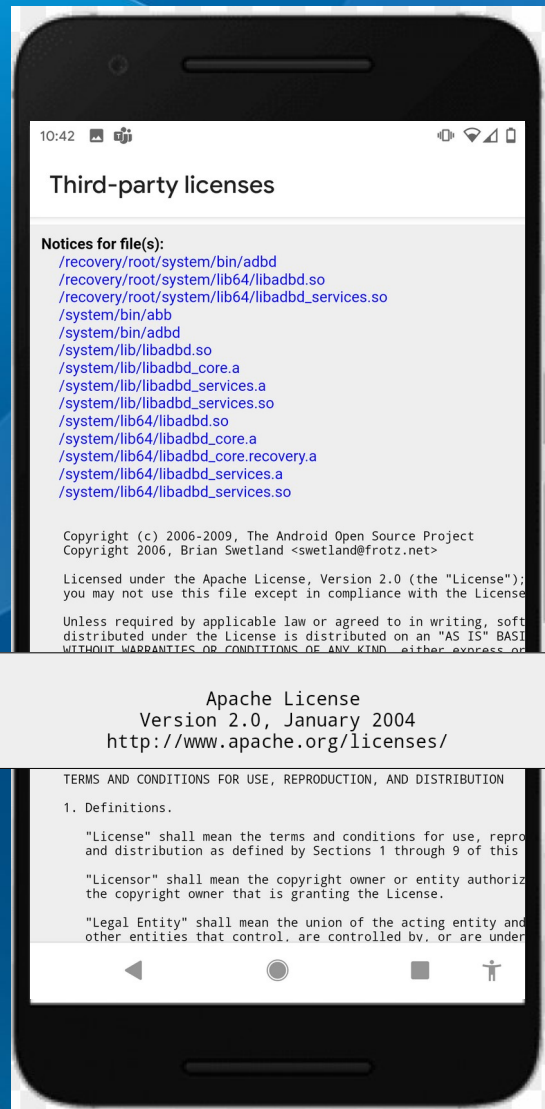 10:42
Third-party licenses
Notices for file(s):
/recovery/root/system/bin/adbd
/recovery/root/system/lib64/libadbd.so
/recovery/root/system/lib64/libadbd_services.so
/system/bin/abb
/system/bin/adbd
/system/lib/libadbd.so
/system/lib/libadbd_core.a
/system/lib/libadbd_services.a
/system/lib/libadbd_services.so
/system/lib64/libadbd.so
/system/lib64/libadbd_core.a
/system/lib64/libadbd_core.recovery.a
/system/lib64/libadbd_services.a
/system/lib64/libadbd_services.so
Copyright (c) 2006-2009, The Android Open Source Project
Copyright 2006, Brian Swetland <swetland@frotz.net>
Licensed under the Apache License, Version 2.0 (the "License");
you may not use this file except in compliance with the License
Unless required by applicable law or agreed to in writing, soft
distributed under the License is distributed on an "AS IS" BASI
WITHOUT WARRANTIES OR CONDITIONS OF ANY KIND, either express or
Apache License
Version 2.0, January 2004
http://www.apache.org/licenses/
TERMS AND CONDITIONS FOR USE, REPRODUCTION, AND DISTRIBUTION
1. Definitions.
"License" shall mean the terms and conditions for use, repro
and distribution as defined by Sections 1 through 9 of this
"Licensor" shall mean the copyright owner or entity authoriz
the copyright owner that is granting the License.
"Legal Entity" shall mean the union of the acting entity and
other entities that control, are controlled by, or are under